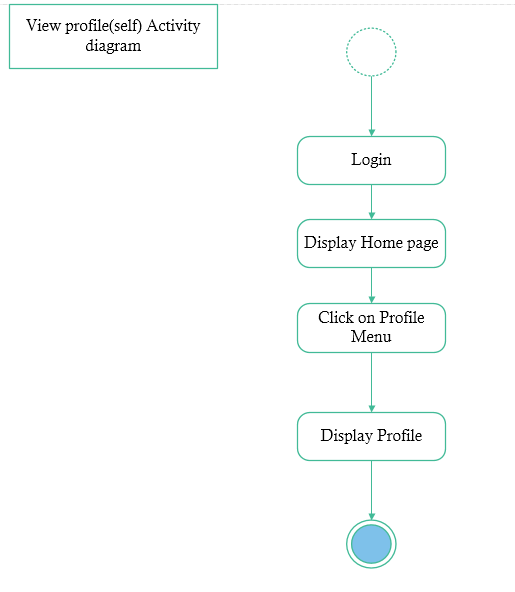 View profile(self) Activity
diagram
Login
Display Home page
Click on Profile
Menu
Display Profile